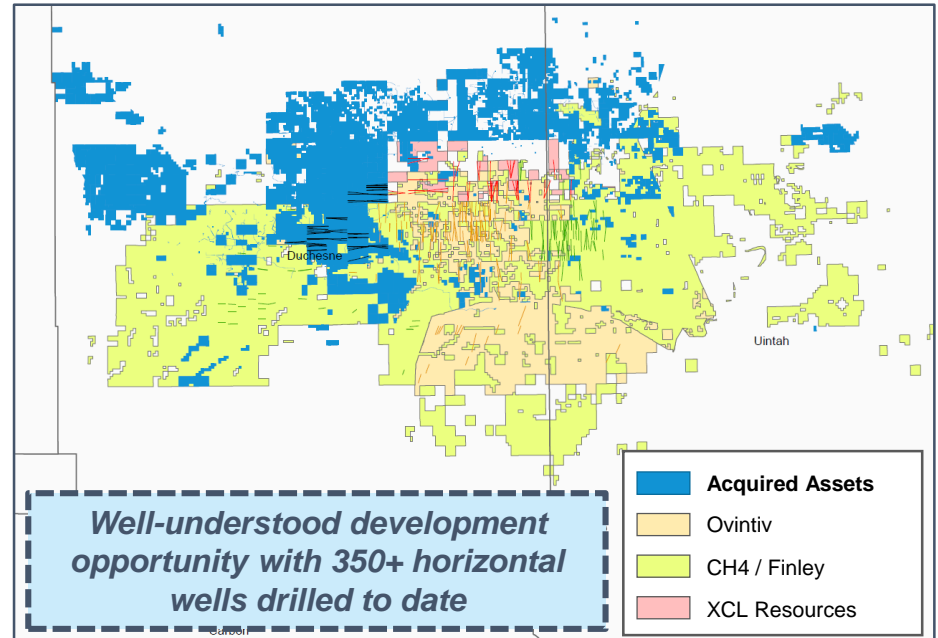 Duchesne
Uintah
Well-understood development
opportunity with 350+ horizontal
wells drilled to date
Carbon
Acquired Assets
Ovintiv
CH4 / Finley
XCL Resources